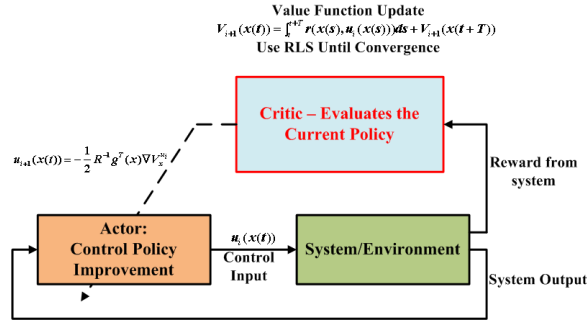 Value Function Update
V_{i+1}(x(t)) = ∫_t^{t+T} r(x(s), u_i(x(s)))ds + V_{i+1}(x(t+T))
Use RLS Until Convergence
Critic – Evaluates the
Current Policy
u_{i+1}(x(t)) = −1/2 R^{-1} g^T(x)∇V_x^{u_i}
Reward from
system
Actor:
Control Policy
Improvement
u_i(x(t))
Control
Input
System/Environment
System Output